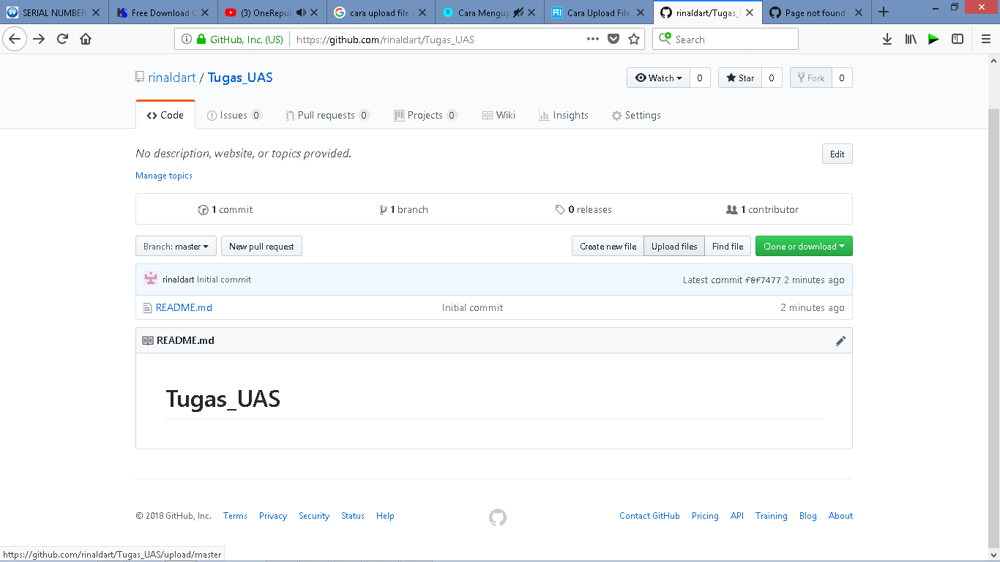 SERIAL NUMBER
Free Download C
(3) OneRepub
cara upload file d
Cara Mengup
Cara Upload File
rinaldart/Tugas_U
Page not found
GitHub, Inc. (US)
https://github.com/rinaldart/Tugas_UAS
Search
rinaldart / Tugas_UAS
Watch 0
Star 0
Fork 0
Code
Issues 0
Pull requests 0
Projects 0
Wiki
Insights
Settings
No description, website, or topics provided.
Edit
Manage topics
1 commit
1 branch
0 releases
1 contributor
Branch: master
New pull request
Create new file
Upload files
Find file
Clone or download
rinaldart Initial commit
Latest commit f8f7477 2 minutes ago
README.md
Initial commit
2 minutes ago
README.md
Tugas_UAS
© 2018 GitHub, Inc.
Terms
Privacy
Security
Status
Help
Contact GitHub
Pricing
API
Training
Blog
About
https://github.com/rinaldart/Tugas_UAS/upload/master